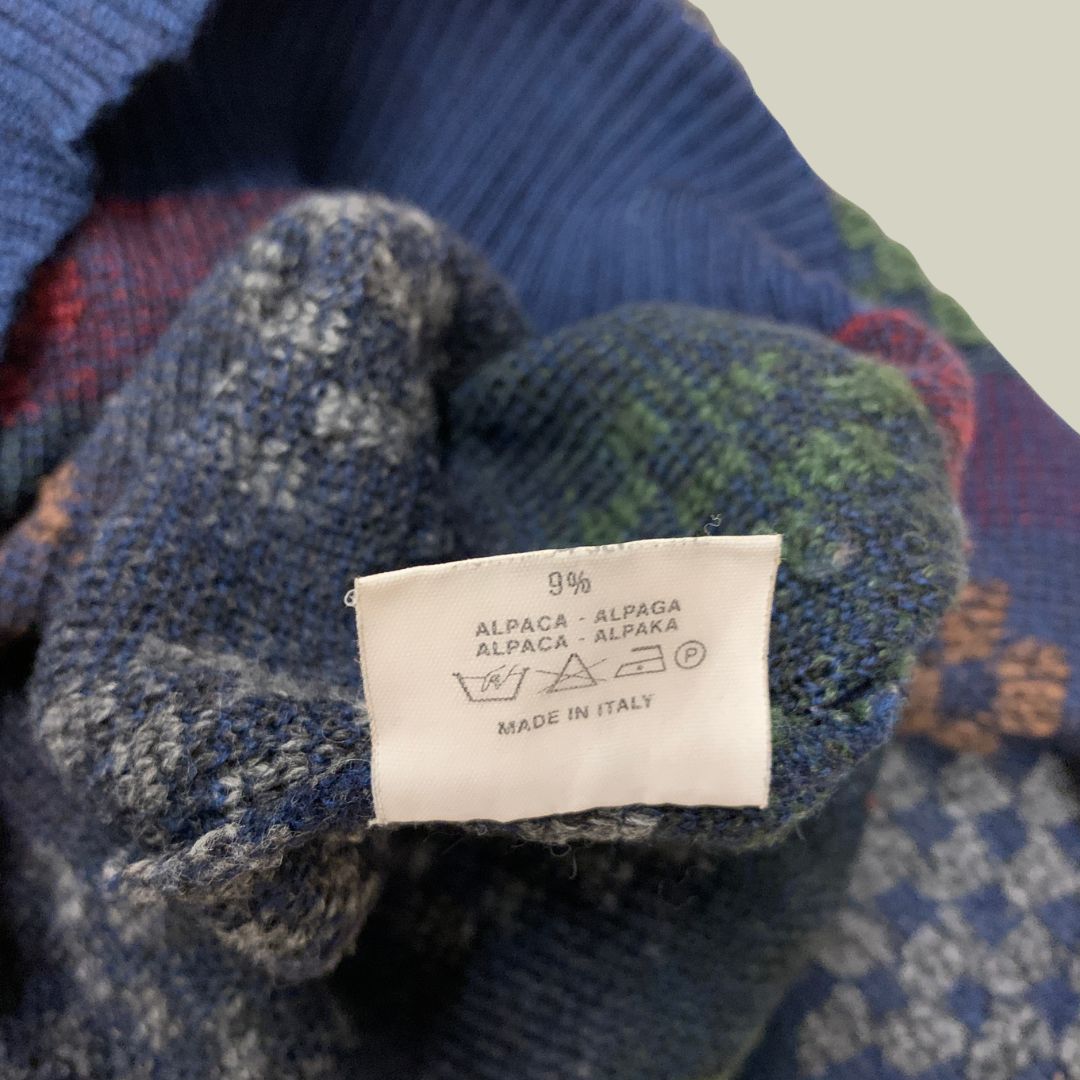 9%
ALPACA - ALPAGA
ALPACA - ALPAKA
P
MADE IN ITALY